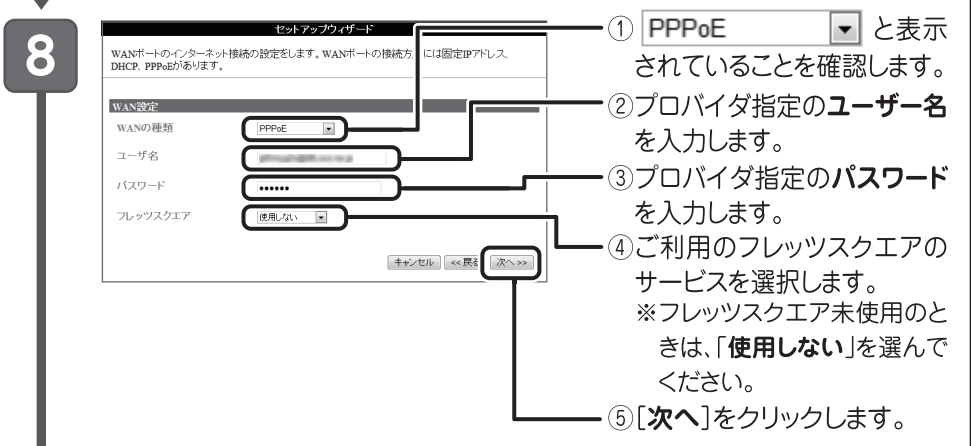 8
セットアップウィザード
WANポートのインターネット接続の設定をします。WANポートの接続方 には固定IPアドレス、
DHCP、PPPoEがあります。
WAN設定
WANの種類 PPPoE
ユーザ名
パスワード ••••••
フレッツスクエア 使用しない
キャンセル << 戻る 次へ >>
① PPPoE と表示
されていることを確認します。
②プロバイダ指定のユーザー名
を入力します。
③プロバイダ指定のパスワード
を入力します。
④ご利用のフレッツスクエアの
サービスを選択します。
※フレッツスクエア未使用のと
きは、「使用しない」を選んで
ください。
⑤[次へ]をクリックします。